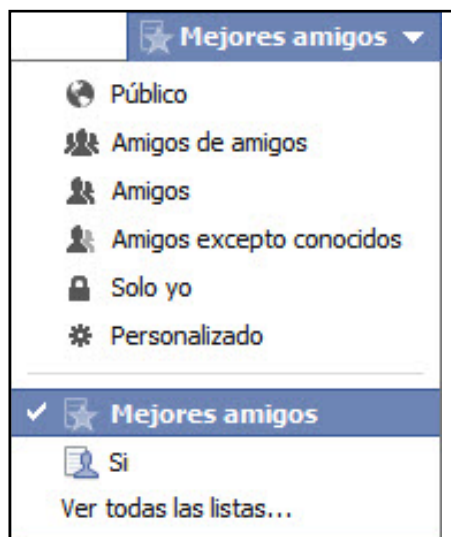 Mejores amigos
Público
Amigos de amigos
Amigos
Amigos excepto conocidos
Solo yo
Personalizado
Mejores amigos
Si
Ver todas las listas...